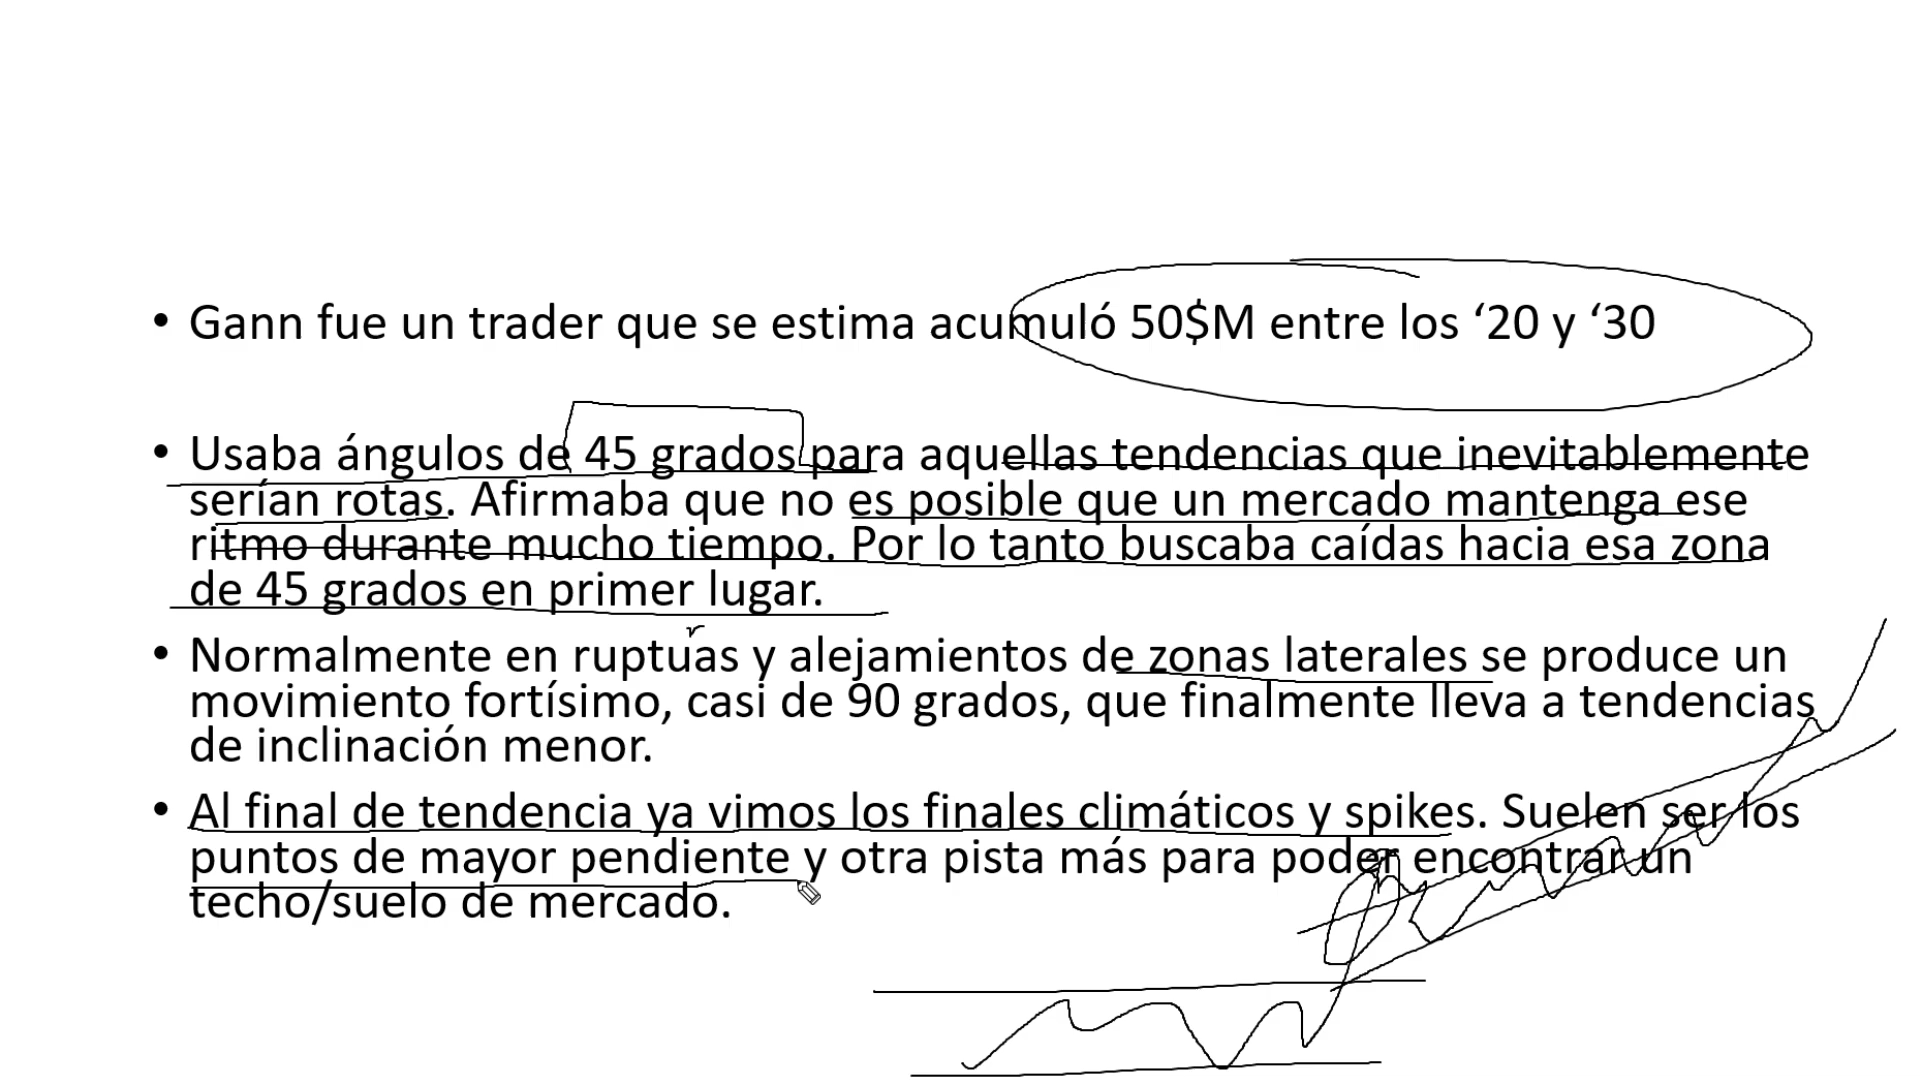 • Gann fue un trader que se estima acumuló 50$M entre los ‘20 y ‘30
• Usaba ángulos de 45 grados para aquellas tendencias que inevitablemente
serían rotas. Afirmaba que no es posible que un mercado mantenga ese
ritmo durante mucho tiempo. Por lo tanto buscaba caídas hacia esa zona
de 45 grados en primer lugar.
r
• Normalmente en ruptuas y alejamientos de zonas laterales se produce un
movimiento fortísimo, casi de 90 grados, que finalmente lleva a tendencias
de inclinación menor.
• Al final de tendencia ya vimos los finales climáticos y spikes. Suelen ser los
puntos de mayor pendiente y otra pista más para poder encontrar un
techo/suelo de mercado.